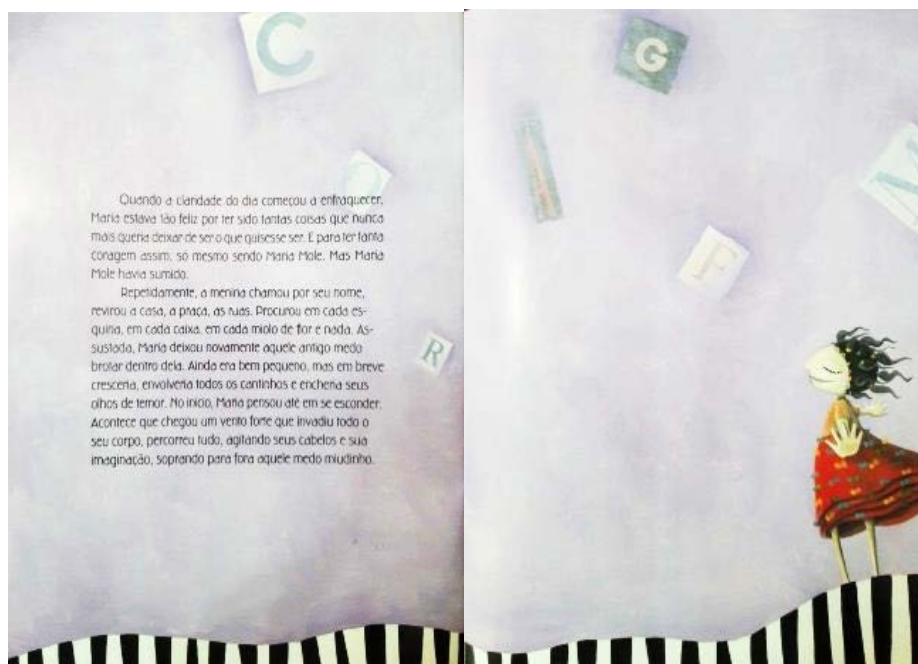 C
G
Quando a claridade do dia começou a enfraquecer,
Maria estava tão feliz por ter sido tantas coisas que nunca
mais queria deixar de ser o que quisesse ser. E para ter tanta
coragem assim, só mesmo sendo Maria Mole. Mas Maria
Mole havia sumido.
Repetidamente, a menina chamou por seu nome,
revirou a casa, a praça, as ruas. Procurou em cada es-
quina, em cada caixa, em cada miolo de flor e nada. As-
sustada, Maria deixou novamente aquele antigo medo
brotar dentro dela. Ainda era bem pequeno, mas em breve
cresceria, envolveria todos os cantinhos e encheria seus
olhos de temor. No início, Maria pensou até em se esconder.
Acontece que chegou um vento forte que invadiu todo o
seu corpo, percorreu tudo, agitando seus cabelos e sua
imaginação, soprando para fora aquele medo miudinho.
O
R
I
F
N